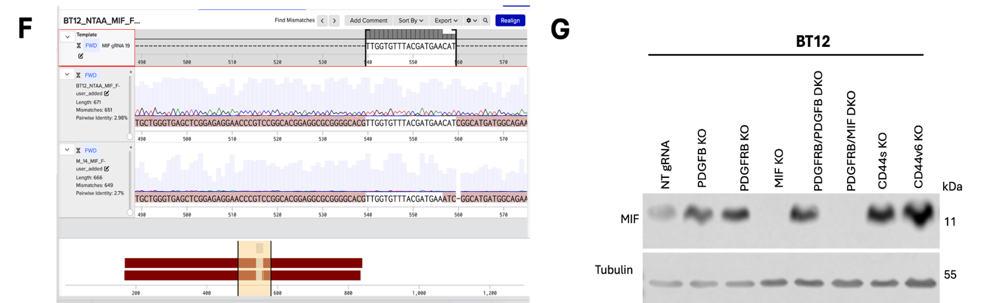 F
BT12_NTAA_MIF_F...
Find Mismatches
Add Comment
Sort By
Export
Realign
Template
FWD MIF gRNA 19
TTGGTGTTTACGATGAACAT
490 500 510 520 530 540 550 560 570
FWD
BT12_NTAA_MIF_F-
user_added
Length: 671
Mismatches: 651
Pairwise Identity: 2.98%
TGCTGGGTGAGCTCGGAGAGGAACCCGTCCGGCACGGAGGCGCGGGGCACGTTGGTGTTTACGATGAACATCGGCATGATGGCAGAA
490 500 510 520 530 540 550 560 570
FWD
M_14_MIF_F-
user_added
Length: 666
Mismatches: 649
Pairwise Identity: 2.7%
TGCTGGGTGAGCTCGGAGAGGAACCCGTCCGGCACGGAGGCGCGGGGCACGTTGGTGTTTACGATGAAATC-GGCATGATGGCAGAA
490 500 510 520 530 540 550 560 570
200 400 600 800 1,000 1,200
G
BT12
NT gRNA
PDGFB KO
PDGFRB KO
MIF KO
PDGFRB/PDGFB DKO
PDGFRB/MIF DKO
CD44s KO
CD44v6 KO
kDa
MIF
11
Tubulin
55